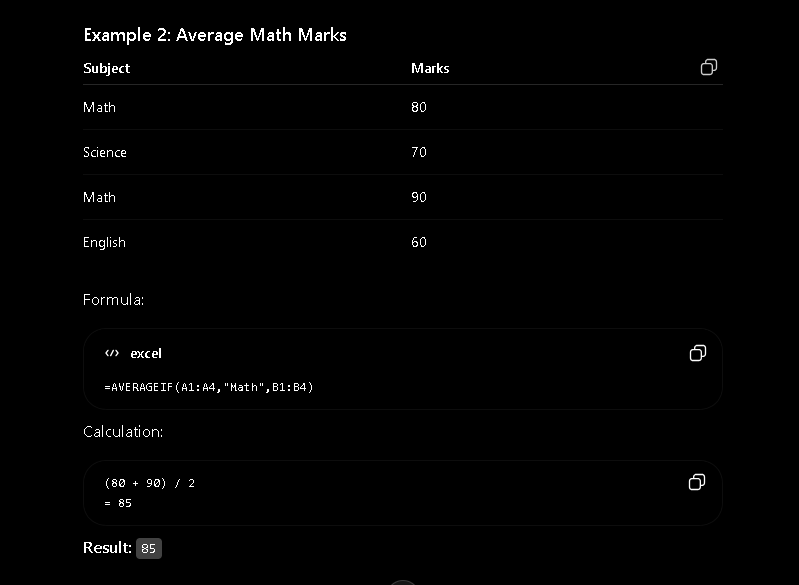 Example 2: Average Math Marks
Subject Marks
Math 80
Science 70
Math 90
English 60
Formula:
excel
=AVERAGEIF(A1:A4,"Math",B1:B4)
Calculation:
(80 + 90) / 2
= 85
Result: 85